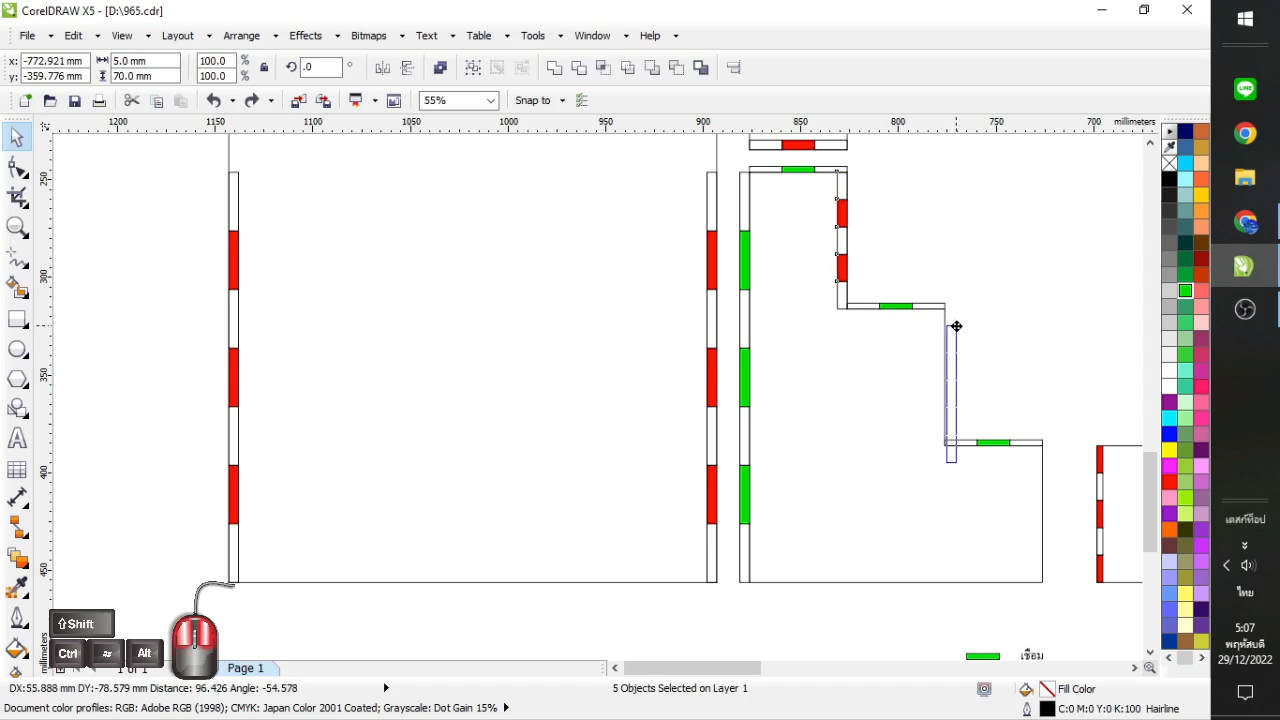 CorelDRAW X5 - [D:\965.cdr]
File Edit View Layout Arrange Effects Bitmaps Text Table Tools Window Help
x: -772.921 mm 5.0 mm 100.0 %
y: -359.776 mm 70.0 mm 100.0 % .0 °
55% Snap to
1200 1150 1100 1050 1000 950 900 850 800 750 700 millimeters
250
300
350
400
450
millimeters
เชื่อม
Shift
Ctrl Alt
1 of 1 Page 1
DX:55.888 mm DY:-78.579 mm Distance: 96.426 Angle: -54.578 5 Objects Selected on Layer 1 Fill Color
Document color profiles: RGB: Adobe RGB (1998); CMYK: Japan Color 2001 Coated; Grayscale: Dot Gain 15% C:0 M:0 Y:0 K:100 Hairline
LINE
เดสก์ท็อป
ไทย
5:07
พฤหัสบดี
29/12/2022